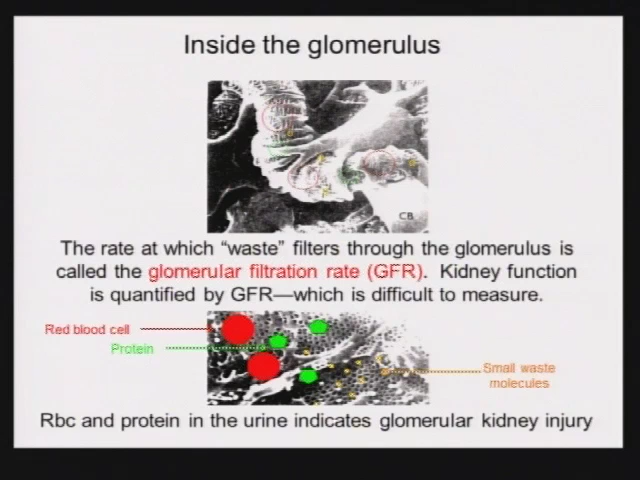 Inside the glomerulus
CB
The rate at which “waste” filters through the glomerulus is
called the glomerular filtration rate (GFR). Kidney function
is quantified by GFR—which is difficult to measure.
Red blood cell
Protein
Small waste
molecules
Rbc and protein in the urine indicates glomerular kidney injury